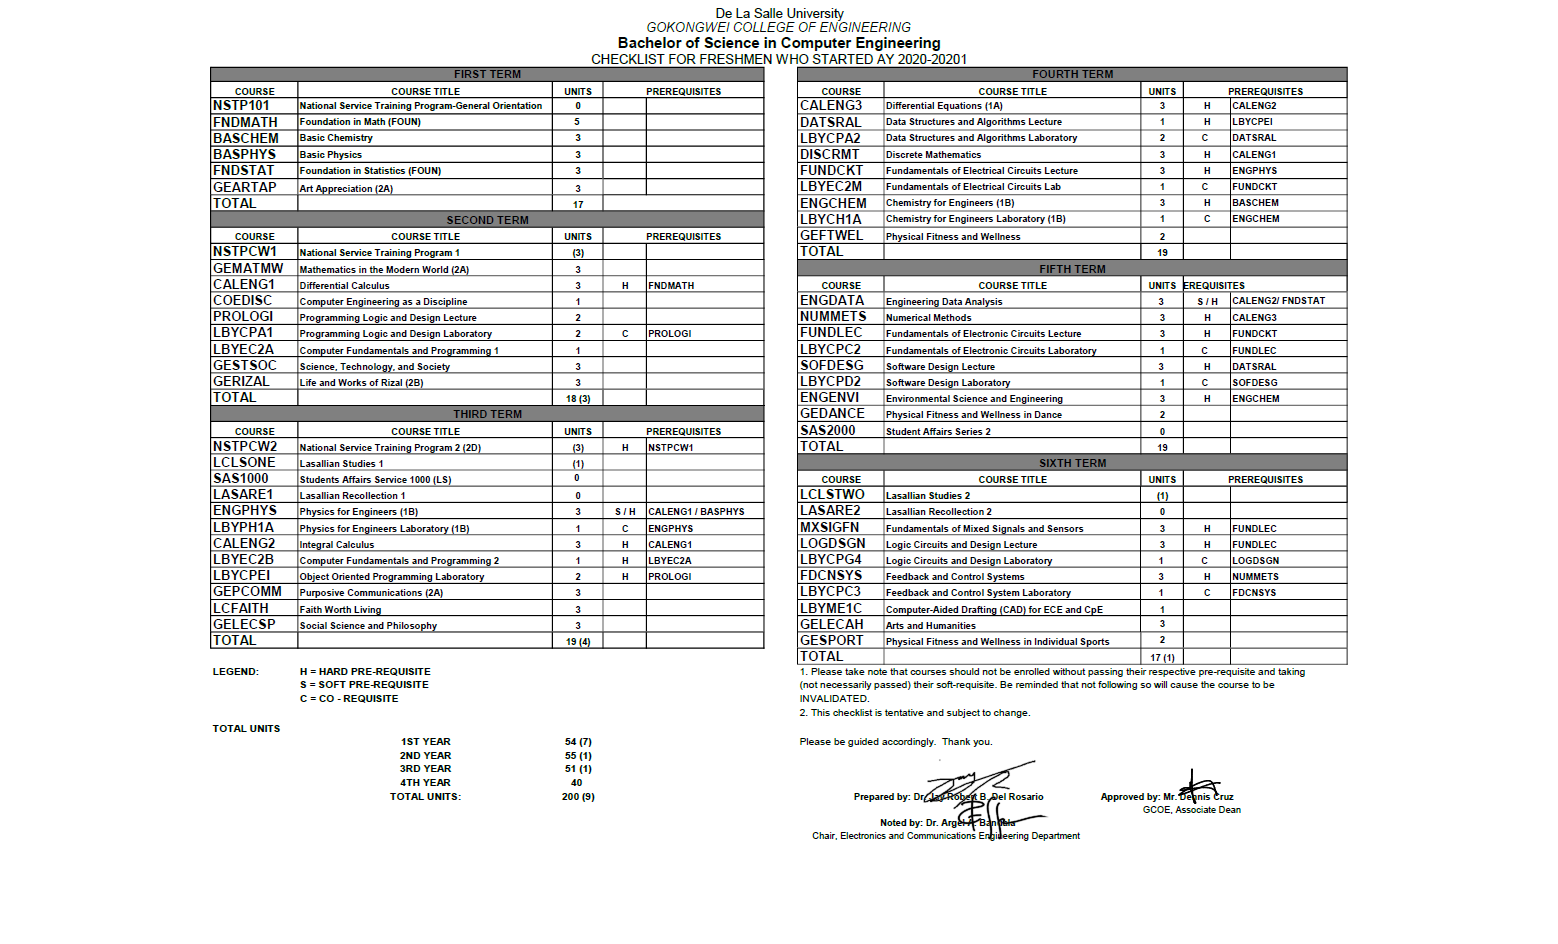 De La Salle University
GOKONGWEI COLLEGE OF ENGINEERING
Bachelor of Science in Computer Engineering
CHECKLIST FOR FRESHMEN WHO STARTED AY 2020-20201
FIRST TERM
COURSE COURSE TITLE UNITS PREREQUISITES
NSTP101 National Service Training Program-General Orientation 0
FNDMATH Foundation in Math (FOUN) 5
BASCHEM Basic Chemistry 3
BASPHYS Basic Physics 3
FNDSTAT Foundation in Statistics (FOUN) 3
GEARTAP Art Appreciation (2A) 3
TOTAL 17
SECOND TERM
COURSE COURSE TITLE UNITS PREREQUISITES
NSTPCW1 National Service Training Program 1 (3)
GEMATMW Mathematics in the Modern World (2A) 3
CALENG1 Differential Calculus 3 H FNDMATH
COEDISC Computer Engineering as a Discipline 1
PROLOGI Programming Logic and Design Lecture 2
LBYCPA1 Programming Logic and Design Laboratory 2 C PROLOGI
LBYEC2A Computer Fundamentals and Programming 1 1
GESTSOC Science, Technology, and Society 3
GERIZAL Life and Works of Rizal (2B) 3
TOTAL 18 (3)
THIRD TERM
COURSE COURSE TITLE UNITS PREREQUISITES
NSTPCW2 National Service Training Program 2 (2D) (3) H NSTPCW1
LCLSONE Lasallian Studies 1 (1)
SAS1000 Students Affairs Service 1000 (LS) 0
LASARE1 Lasallian Recollection 1 0
ENGPHYS Physics for Engineers (1B) 3 S / H CALENG1 / BASPHYS
LBYPH1A Physics for Engineers Laboratory (1B) 1 C ENGPHYS
CALENG2 Integral Calculus 3 H CALENG1
LBYEC2B Computer Fundamentals and Programming 2 1 H LBYEC2A
LBYCPEI Object Oriented Programming Laboratory 2 H PROLOGI
GEPCOMM Purposive Communications (2A) 3
LCFAITH Faith Worth Living 3
GELECSP Social Science and Philosophy 3
TOTAL 19 (4)
LEGEND: H = HARD PRE-REQUISITE
S = SOFT PRE-REQUISITE
C = CO - REQUISITE
TOTAL UNITS
1ST YEAR 54 (7)
2ND YEAR 55 (1)
3RD YEAR 51 (1)
4TH YEAR 40
TOTAL UNITS: 200 (9)
FOURTH TERM
COURSE COURSE TITLE UNITS PREREQUISITES
CALENG3 Differential Equations (1A) 3 H CALENG2
DATSRAL Data Structures and Algorithms Lecture 1 H LBYCPEI
LBYCPA2 Data Structures and Algorithms Laboratory 2 C DATSRAL
DISCRMT Discrete Mathematics 3 H CALENG1
FUNDCKT Fundamentals of Electrical Circuits Lecture 3 H ENGPHYS
LBYEC2M Fundamentals of Electrical Circuits Lab 1 C FUNDCKT
ENGCHEM Chemistry for Engineers (1B) 3 H BASCHEM
LBYCH1A Chemistry for Engineers Laboratory (1B) 1 C ENGCHEM
GEFTWEL Physical Fitness and Wellness 2
TOTAL 19
FIFTH TERM
COURSE COURSE TITLE UNITS EREQUISITES
ENGDATA Engineering Data Analysis 3 S / H CALENG2/ FNDSTAT
NUMMETS Numerical Methods 3 H CALENG3
FUNDLEC Fundamentals of Electronic Circuits Lecture 3 H FUNDCKT
LBYCPC2 Fundamentals of Electronic Circuits Laboratory 1 C FUNDLEC
SOFDESG Software Design Lecture 3 H DATSRAL
LBYCPD2 Software Design Laboratory 1 C SOFDESG
ENGENVI Environmental Science and Engineering 3 H ENGCHEM
GEDANCE Physical Fitness and Wellness in Dance 2
SAS2000 Student Affairs Series 2 0
TOTAL 19
SIXTH TERM
COURSE COURSE TITLE UNITS PREREQUISITES
LCLSTWO Lasallian Studies 2 (1)
LASARE2 Lasallian Recollection 2 0
MXSIGFN Fundamentals of Mixed Signals and Sensors 3 H FUNDLEC
LOGDSGN Logic Circuits and Design Lecture 3 H FUNDLEC
LBYCPG4 Logic Circuits and Design Laboratory 1 C LOGDSGN
FDCNSYS Feedback and Control Systems 3 H NUMMETS
LBYCPC3 Feedback and Control System Laboratory 1 C FDCNSYS
LBYME1C Computer-Aided Drafting (CAD) for ECE and CpE 1
GELECAH Arts and Humanities 3
GESPORT Physical Fitness and Wellness in Individual Sports 2
TOTAL 17 (1)
1. Please take note that courses should not be enrolled without passing their respective pre-requisite and taking
(not necessarily passed) their soft-requisite. Be reminded that not following so will cause the course to be
INVALIDATED.
2. This checklist is tentative and subject to change.
Please be guided accordingly. Thank you.
Prepared by: Dr. Jay Robert B. Del Rosario
Approved by: Mr. Dennis Cruz
GCOE, Associate Dean
Noted by: Dr. Argel A. Bandala
Chair, Electronics and Communications Engineering Department